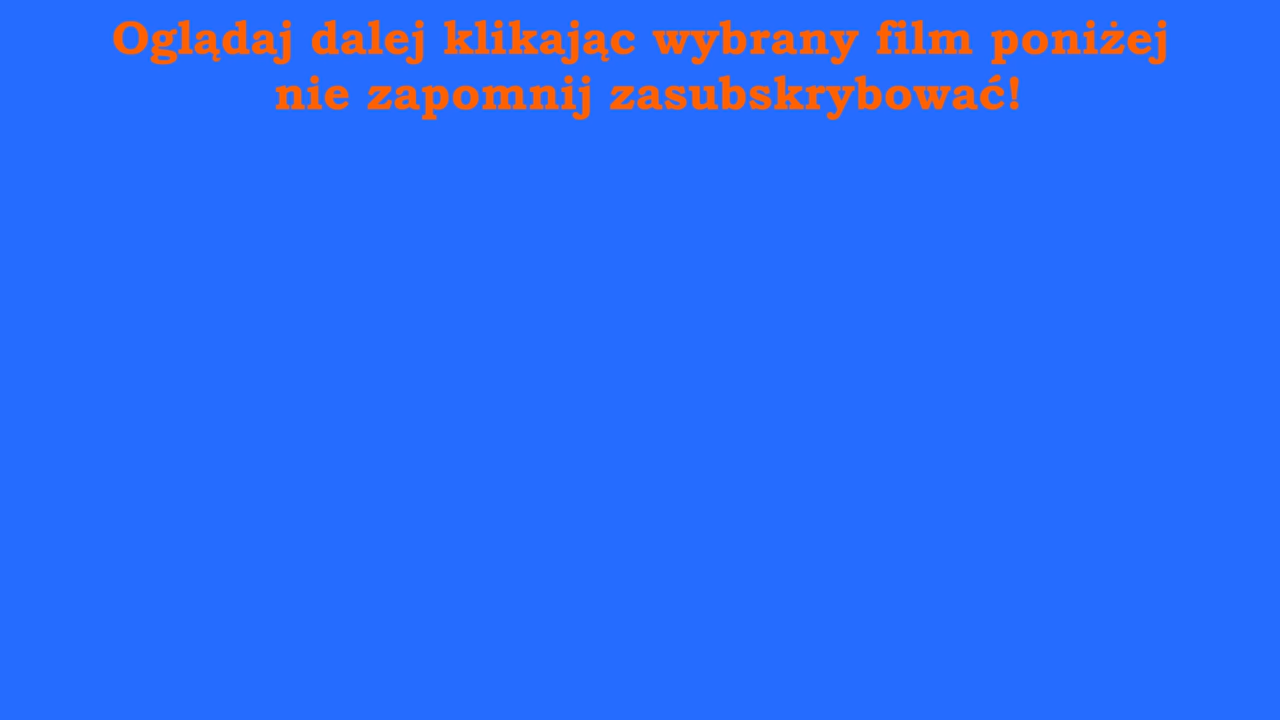 Oglądaj dalej klikając wybrany film poniżej
nie zapomnij zasubskrybować!